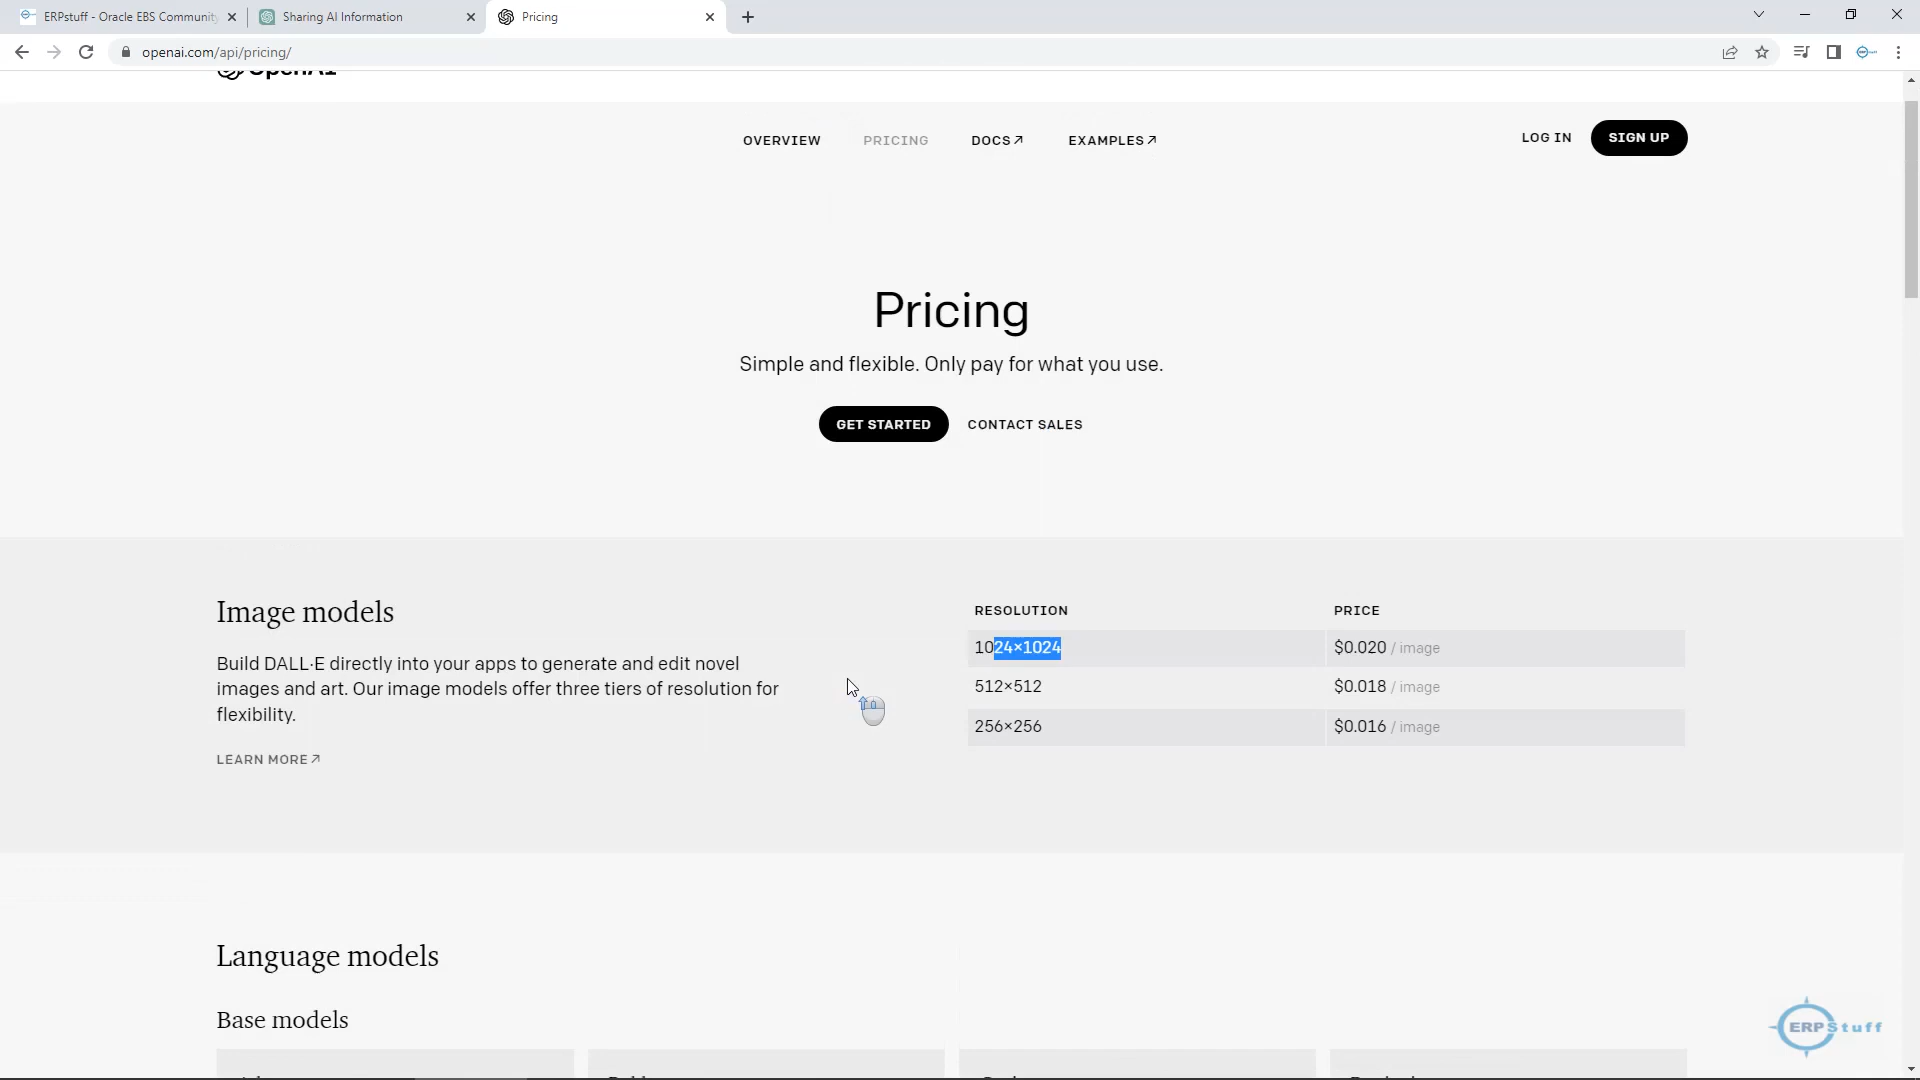 ERPstuff - Oracle EBS Community
Sharing AI Information
Pricing
openai.com/api/pricing/
OpenAI
OVERVIEW
PRICING
DOCS↗
EXAMPLES↗
LOG IN
SIGN UP
Pricing
Simple and flexible. Only pay for what you use.
GET STARTED
CONTACT SALES
Image models
Build DALL·E directly into your apps to generate and edit novel
images and art. Our image models offer three tiers of resolution for
flexibility.
LEARN MORE↗
RESOLUTION PRICE
1024×1024 $0.020 / image
512×512 $0.018 / image
256×256 $0.016 / image
Language models
Base models
ERPStuff